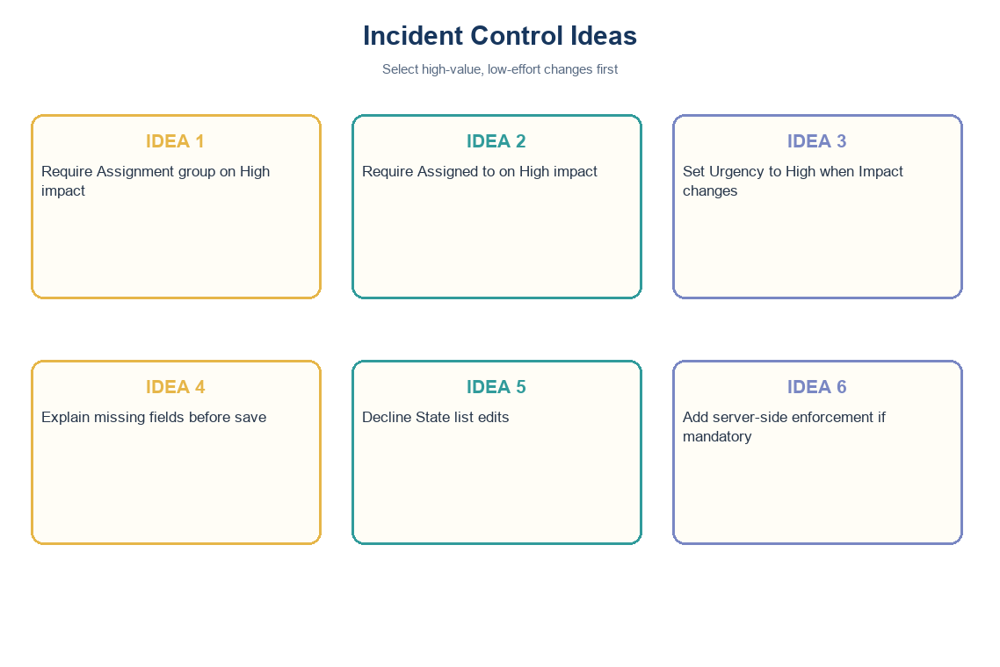 Incident Control Ideas
Select high-value, low-effort changes first
IDEA 1
Require Assignment group on High
impact
IDEA 2
Require Assigned to on High impact
IDEA 3
Set Urgency to High when Impact
changes
IDEA 4
Explain missing fields before save
IDEA 5
Decline State list edits
IDEA 6
Add server-side enforcement if
mandatory